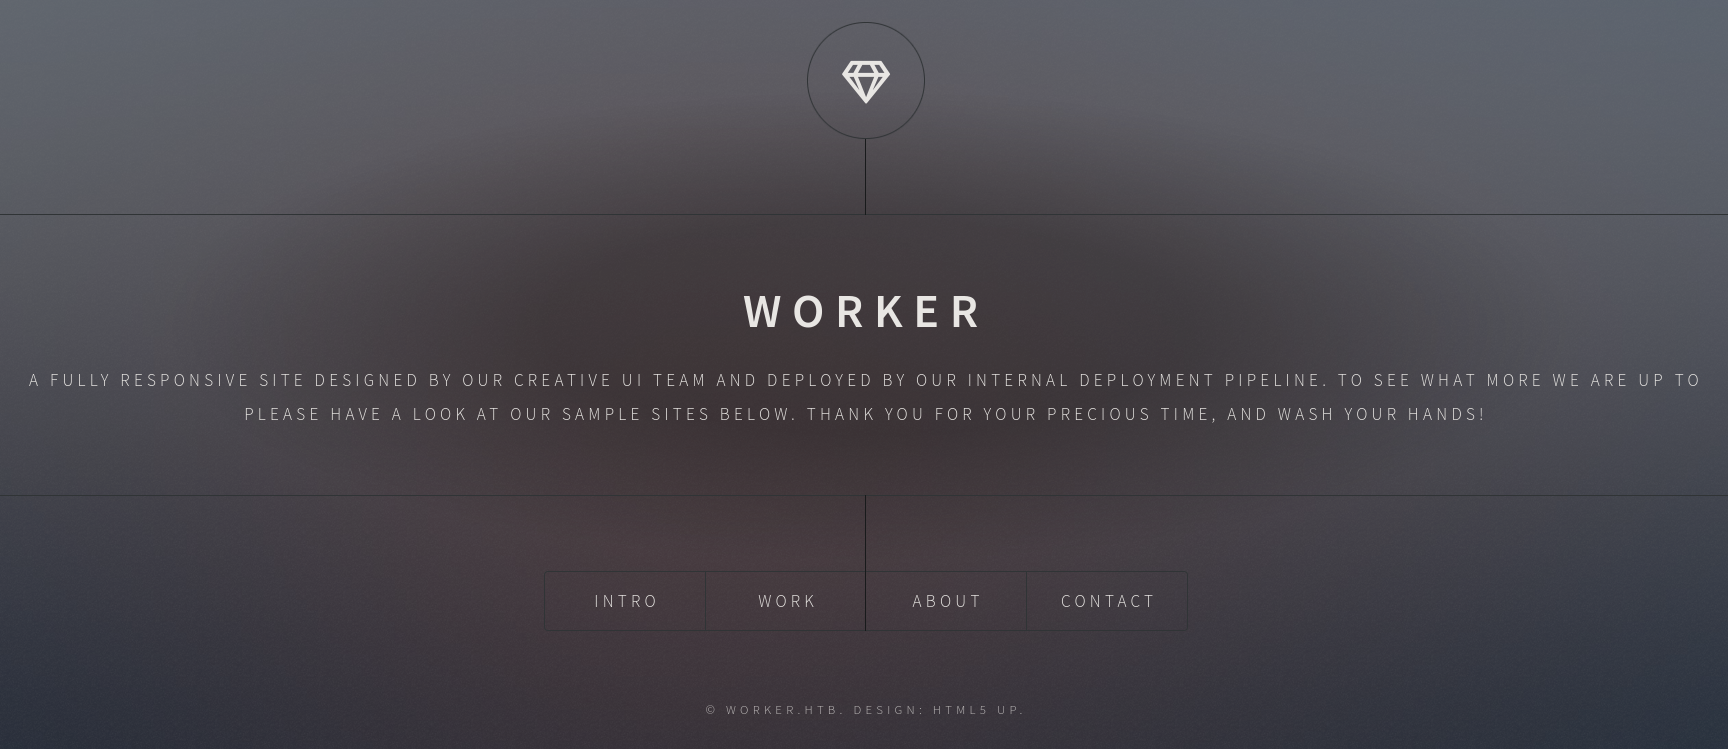 WORKER
A FULLY RESPONSIVE SITE DESIGNED BY OUR CREATIVE UI TEAM AND DEPLOYED BY OUR INTERNAL DEPLOYMENT PIPELINE. TO SEE WHAT MORE WE ARE UP TO
PLEASE HAVE A LOOK AT OUR SAMPLE SITES BELOW. THANK YOU FOR YOUR PRECIOUS TIME, AND WASH YOUR HANDS!
INTRO WORK ABOUT CONTACT
© WORKER.HTB. DESIGN: HTML5 UP.